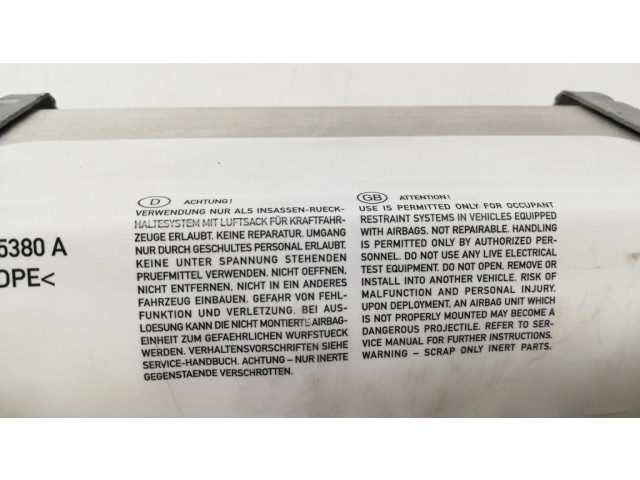 5380 A
OPE<
D ACHTUNG!
VERWENDUNG NUR ALS INSASSEN-RUECK-
HALTESYSTEM MIT LUFTSACK FÜR KRAFTFAHR-
ZEUGE ERLAUBT. KEINE REPARATUR. UMGANG
NUR DURCH GESCHULTES PERSONAL ERLAUBT.
KEINE UNTER SPANNUNG STEHENDEN
PRUEFMITTEL VERWENDEN. NICHT OEFFNEN,
NICHT ENTFERNEN. NICHT IN EIN ANDERES
FAHRZEUG EINBAUEN. GEFAHR VON FEHL-
FUNKTION UND VERLETZUNG. BEI AUS-
LOESUNG KANN DIE NICHT MONTIERTE AIRBAG-
EINHEIT ZUM GEFAEHRLICHEN WURFSTUECK
WERDEN. VERHALTENSVORSCHRIFTEN SIEHE
SERVICE-HANDBUCH. ACHTUNG – NUR INERTE
GEGENSTAENDE VERSCHROTTEN.
GB ATTENTION!
USE IS PERMITTED ONLY FOR OCCUPANT
RESTRAINT SYSTEMS IN VEHICLES EQUIPPED
WITH AIRBAGS. NOT REPAIRABLE. HANDLING
IS PERMITTED ONLY BY AUTHORIZED PER-
SONNEL. DO NOT USE ANY LIVE ELECTRICAL
TEST EQUIPMENT. DO NOT OPEN. REMOVE OR
INSTALL INTO ANOTHER VEHICLE. RISK OF
MALFUNCTION AND PERSONAL INJURY.
UPON DEPLOYMENT, AN AIRBAG UNIT WHICH
IS NOT PROPERLY MOUNTED MAY BECOME A
DANGEROUS PROJECTILE. REFER TO SER-
VICE MANUAL FOR FURTHER INSTRUCTIONS.
WARNING – SCRAP ONLY INERT PARTS.